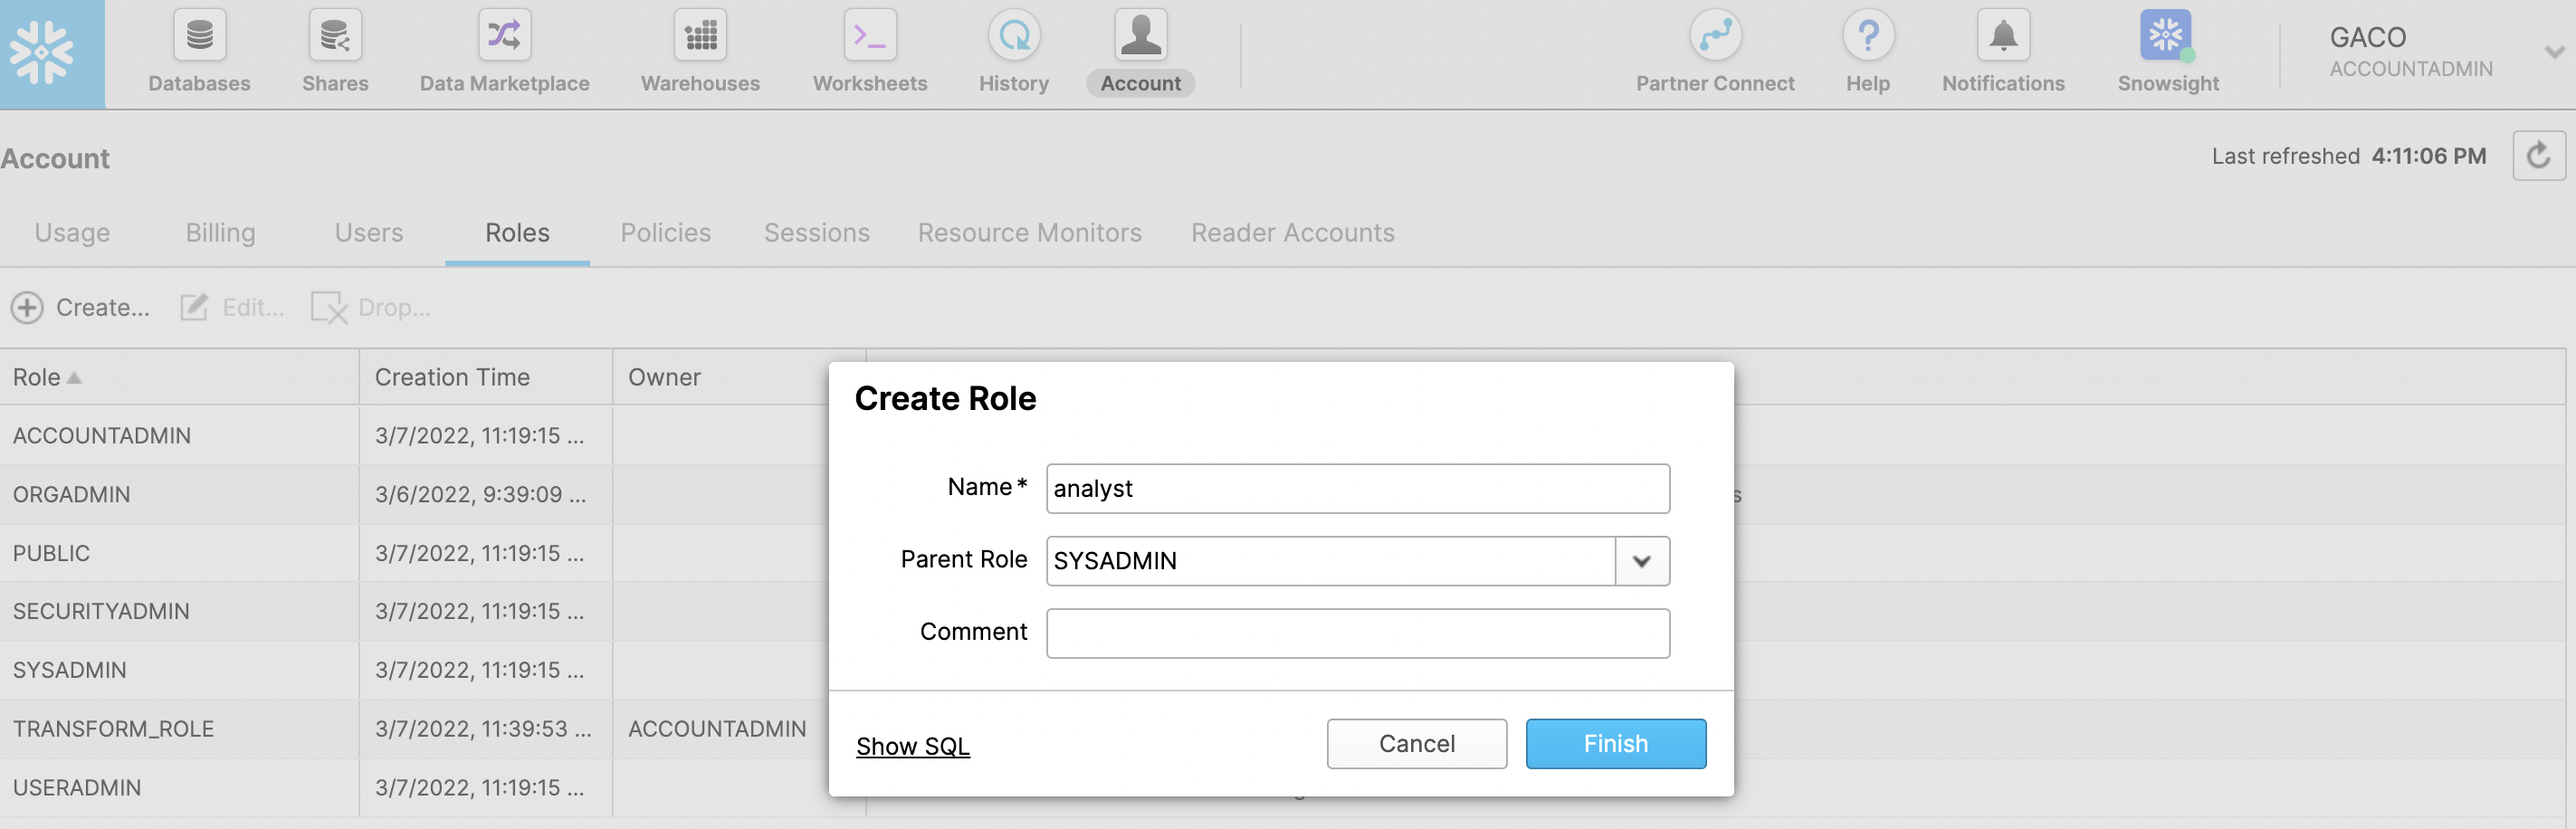 Databases Shares Data Marketplace Warehouses Worksheets History Account Partner Connect Help Notifications Snowsight GACO
ACCOUNTADMIN
Account
Last refreshed 4:11:06 PM
Usage Billing Users Roles Policies Sessions Resource Monitors Reader Accounts
Create... Edit... Drop...
Role Creation Time Owner
ACCOUNTADMIN 3/7/2022, 11:19:15 ...
ORGADMIN 3/6/2022, 9:39:09 ...
PUBLIC 3/7/2022, 11:19:15 ...
SECURITYADMIN 3/7/2022, 11:19:15 ...
SYSADMIN 3/7/2022, 11:19:15 ...
TRANSFORM_ROLE 3/7/2022, 11:39:53 ... ACCOUNTADMIN
USERADMIN 3/7/2022, 11:19:15 ...
Create Role
Name* analyst
Parent Role SYSADMIN
Comment
Show SQL Cancel Finish